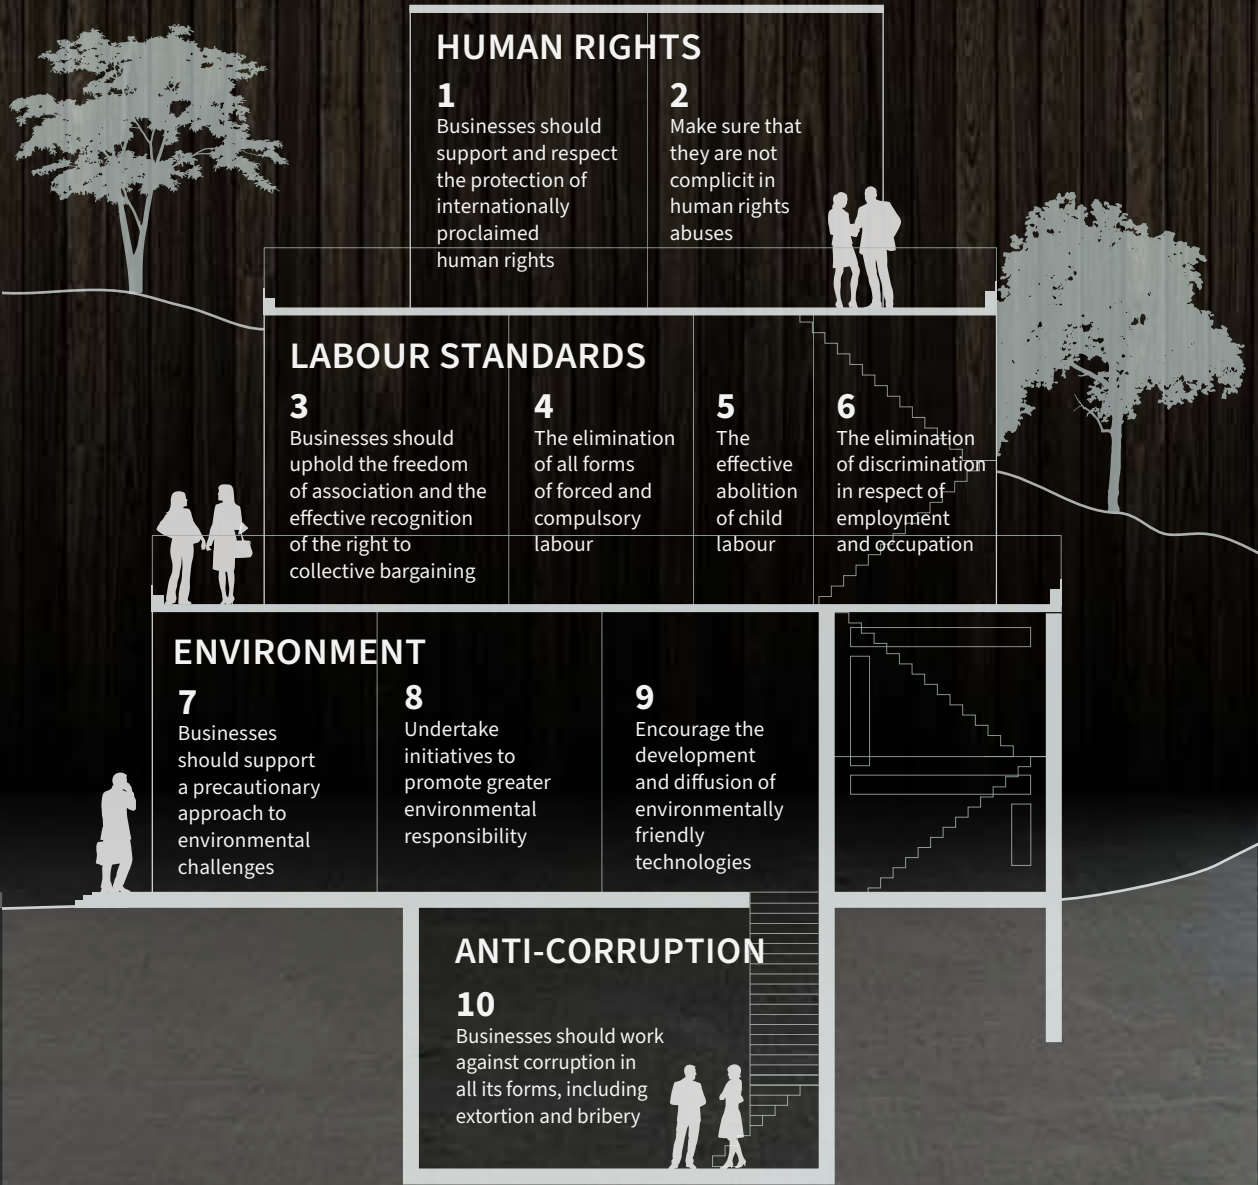 HUMAN RIGHTS
1
Businesses should
support and respect
the protection of
internationally
proclaimed
human rights
2
Make sure that
they are not
complicit in
human rights
abuses
LABOUR STANDARDS
3
Businesses should
uphold the freedom
of association and the
effective recognition
of the right to
collective bargaining
4
The elimination
of all forms
of forced and
compulsory
labour
5
The
effective
abolition
of child
labour
6
The elimination
of discrimination
in respect of
employment
and occupation
ENVIRONMENT
7
Businesses
should support
a precautionary
approach to
environmental
challenges
8
Undertake
initiatives to
promote greater
environmental
responsibility
9
Encourage the
development
and diffusion of
environmentally
friendly
technologies
ANTI-CORRUPTION
10
Businesses should work
against corruption in
all its forms, including
extortion and bribery